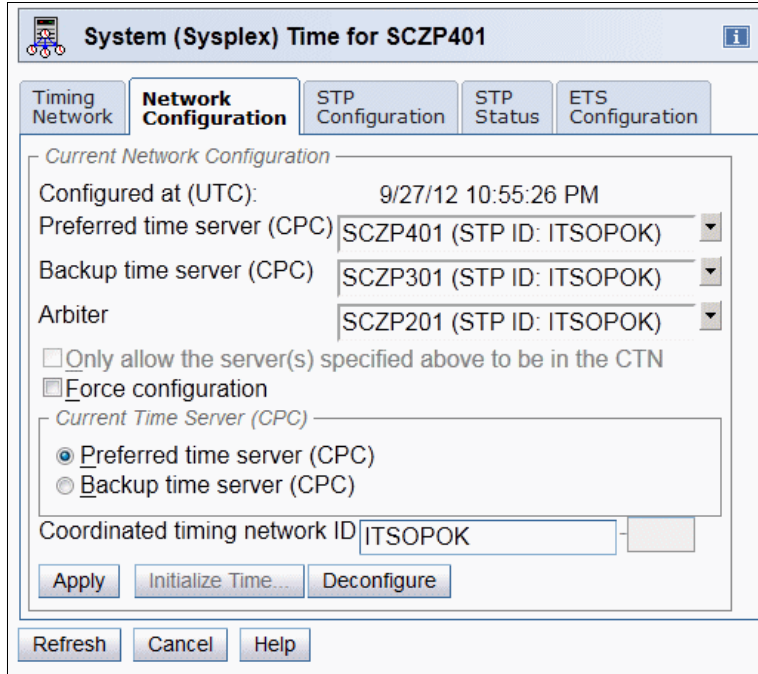 System (Sysplex) Time for SCZP401
i
Timing
Network
Network
Configuration
STP
Configuration
STP
Status
ETS
Configuration
Current Network Configuration
Configured at (UTC): 9/27/12 10:55:26 PM
Preferred time server (CPC) SCZP401 (STP ID: ITSOPOK)
Backup time server (CPC) SCZP301 (STP ID: ITSOPOK)
Arbiter SCZP201 (STP ID: ITSOPOK)
Only allow the server(s) specified above to be in the CTN
Force configuration
Current Time Server (CPC)
Preferred time server (CPC)
Backup time server (CPC)
Coordinated timing network ID ITSOPOK -
Apply Initialize Time... Deconfigure
Refresh Cancel Help